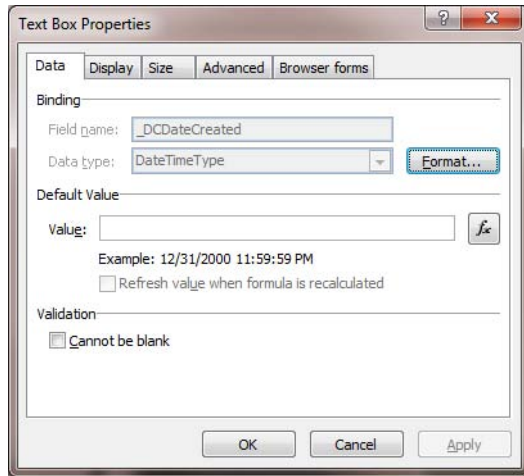 Text Box Properties
Data Display Size Advanced Browser forms
Binding
Field name: _DCDateCreated
Data type: DateTimeType Format...
Default Value
Value: fx
Example: 12/31/2000 11:59:59 PM
Refresh value when formula is recalculated
Validation
Cannot be blank
OK Cancel Apply